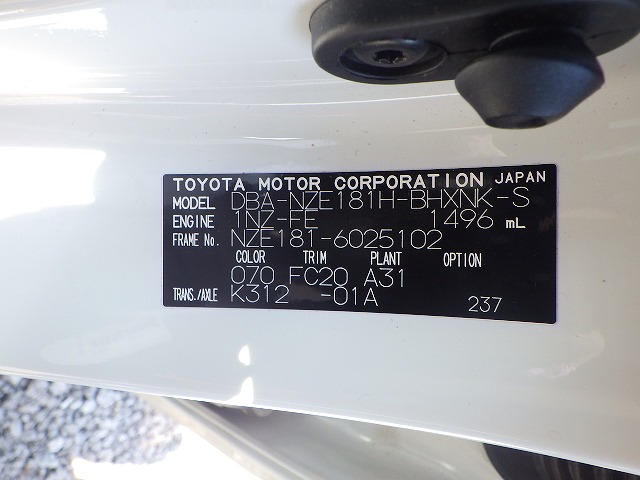 TOYOTA MOTOR CORPORATION JAPAN
MODEL DBA-NZE181H-BHXNK-S
ENGINE 1NZ-FE 1496 mL
FRAME No. NZE181-6025102
COLOR TRIM PLANT OPTION
070 FC20 A31
TRANS./AXLE K312 -01A 237